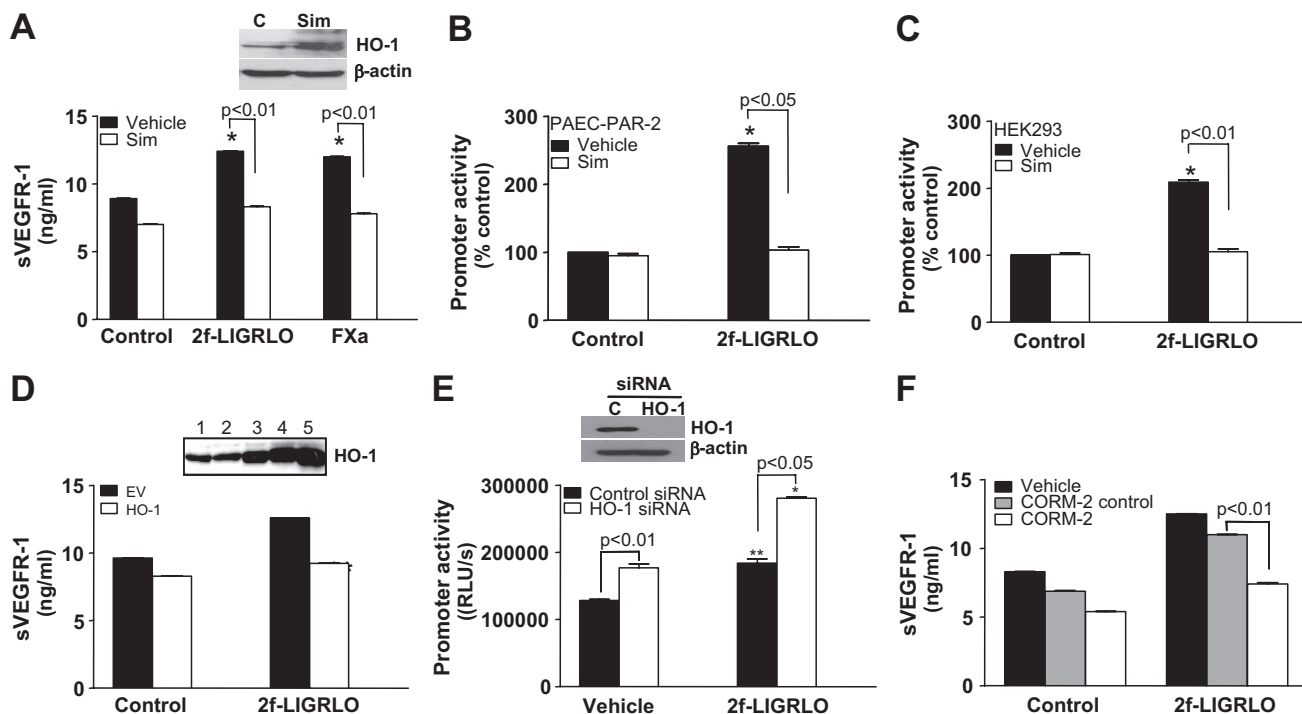 A
C Sim
HO-1
β-actin
p<0.01
p<0.01
Vehicle
Sim
*
*
15
10
5
0
sVEGFR-1
(ng/ml)
Control 2f-LIGRLO FXa
B
PAEC-PAR-2
Vehicle
Sim
p<0.05
*
300
200
100
0
Promoter activity
(% control)
Control 2f-LIGRLO
C
HEK293
Vehicle
Sim
p<0.01
*
300
200
100
0
Promoter activity
(% control)
Control 2f-LIGRLO
D
1 2 3 4 5
HO-1
EV
HO-1
15
10
5
0
sVEGFR-1
(ng/ml)
*
Control 2f-LIGRLO
E
siRNA
C HO-1
HO-1
β-actin
p<0.05
Control siRNA
HO-1 siRNA
*
p<0.01
**
300000
200000
100000
0
Promoter activity
((RLU/s)
Vehicle 2f-LIGRLO
F
Vehicle
CORM-2 control
CORM-2
p<0.01
15
10
5
0
sVEGFR-1
(ng/ml)
Control 2f-LIGRLO